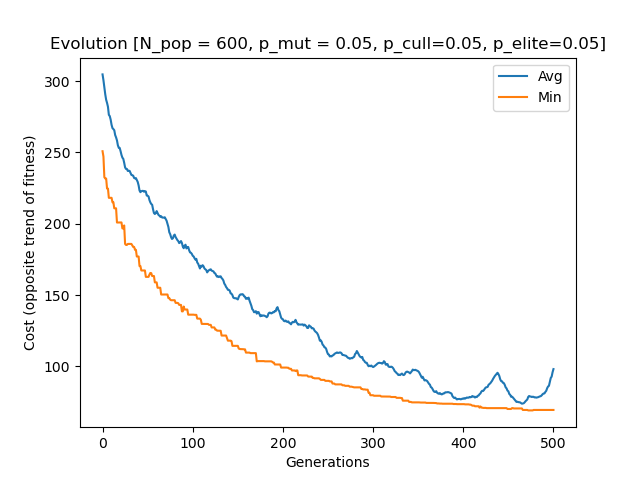 Evolution [N_pop = 600, p_mut = 0.05, p_cull=0.05, p_elite=0.05]
Avg
Min
Cost (opposite trend of fitness)
300
250
200
150
100
0 100 200 300 400 500
Generations